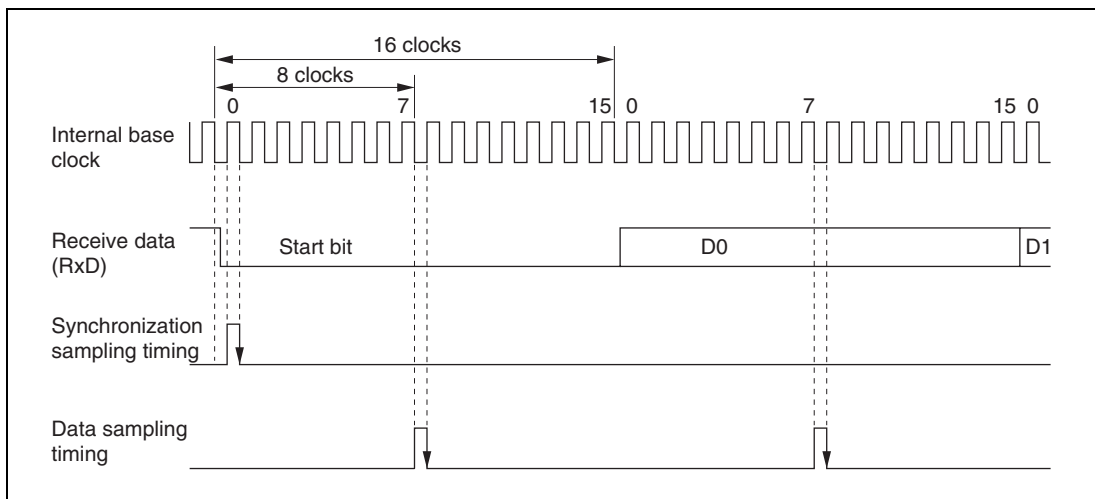 16 clocks
8 clocks
0 7 15 0 7 15 0
Internal base
clock
Receive data
(RxD)
Start bit D0 D1
Synchronization
sampling timing
Data sampling
timing